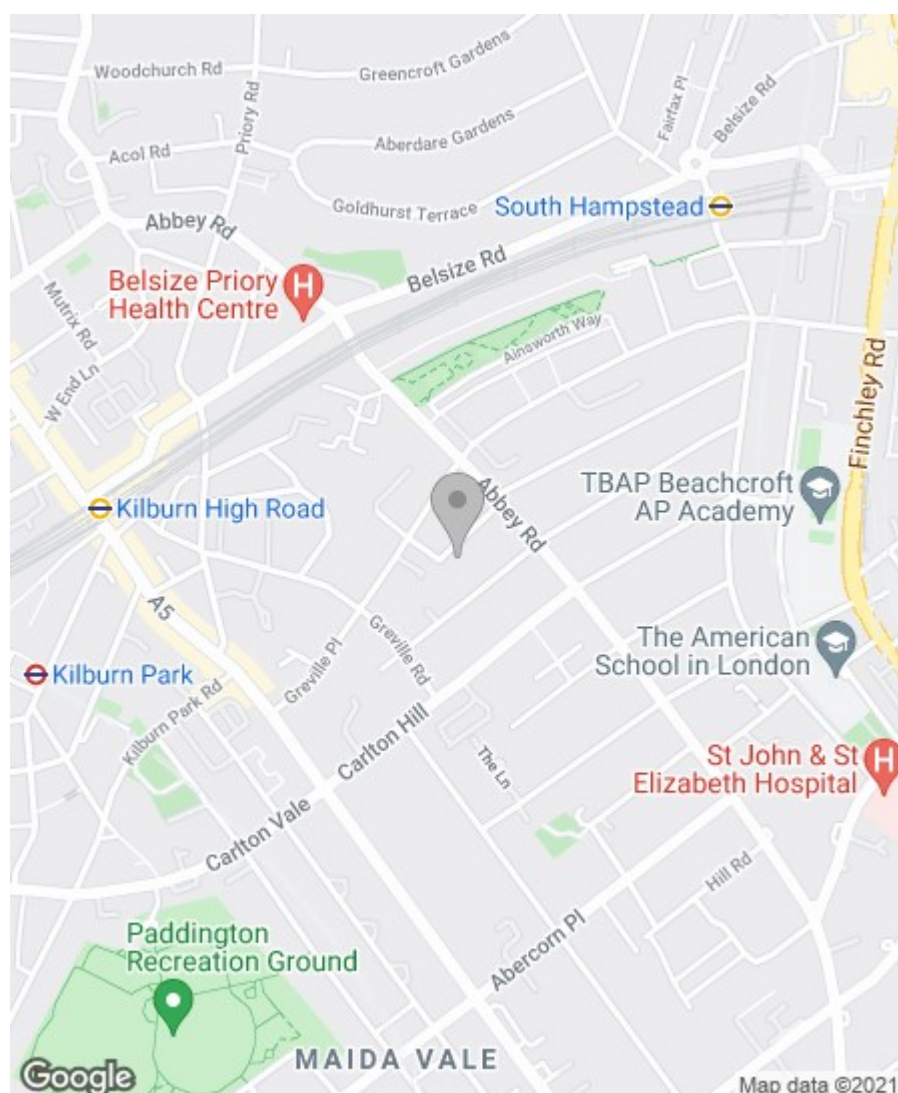 Woodchurch Rd
Greencroft Gardens
Priory Rd
Fairfax Pl
Belsize Rd
Acol Rd
Aberdare Gardens
Goldhurst Terrace
South Hampstead
Abbey Rd
Belsize Rd
Belsize Priory
Health Centre
H
Mutrix Rd
Ainsworth Way
W End Ln
Finchley Rd
TBAP Beachcroft
AP Academy
Abbey Rd
Kilburn High Road
A5
Greville Pl
Greville Rd
The American
School in London
Kilburn Park
Kilburn Park Rd
Carlton Hill
The Ln
St John & St
Elizabeth Hospital
H
Carlton Vale
Hill Rd
Abercorn Pl
Paddington
Recreation Ground
MAIDA VALE
Google
Map data ©2021